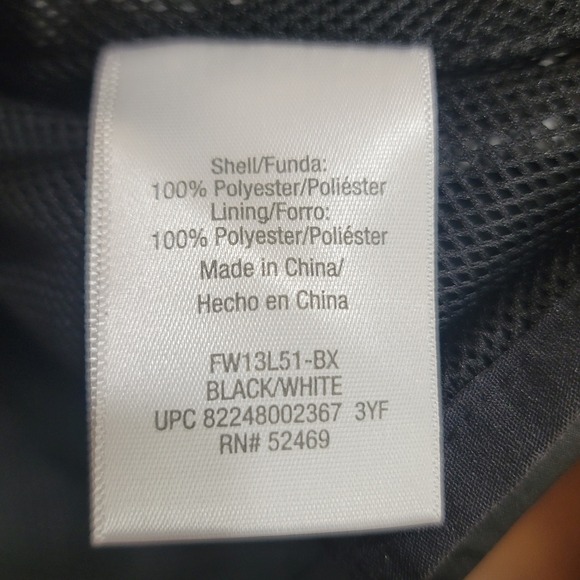 Shell/Funda:
100% Polyester/Poliéster
Lining/Forro:
100% Polyester/Poliéster
Made in China/
Hecho en China
FW13L51-BX
BLACK/WHITE
UPC 82248002367 3YF
RN# 52469